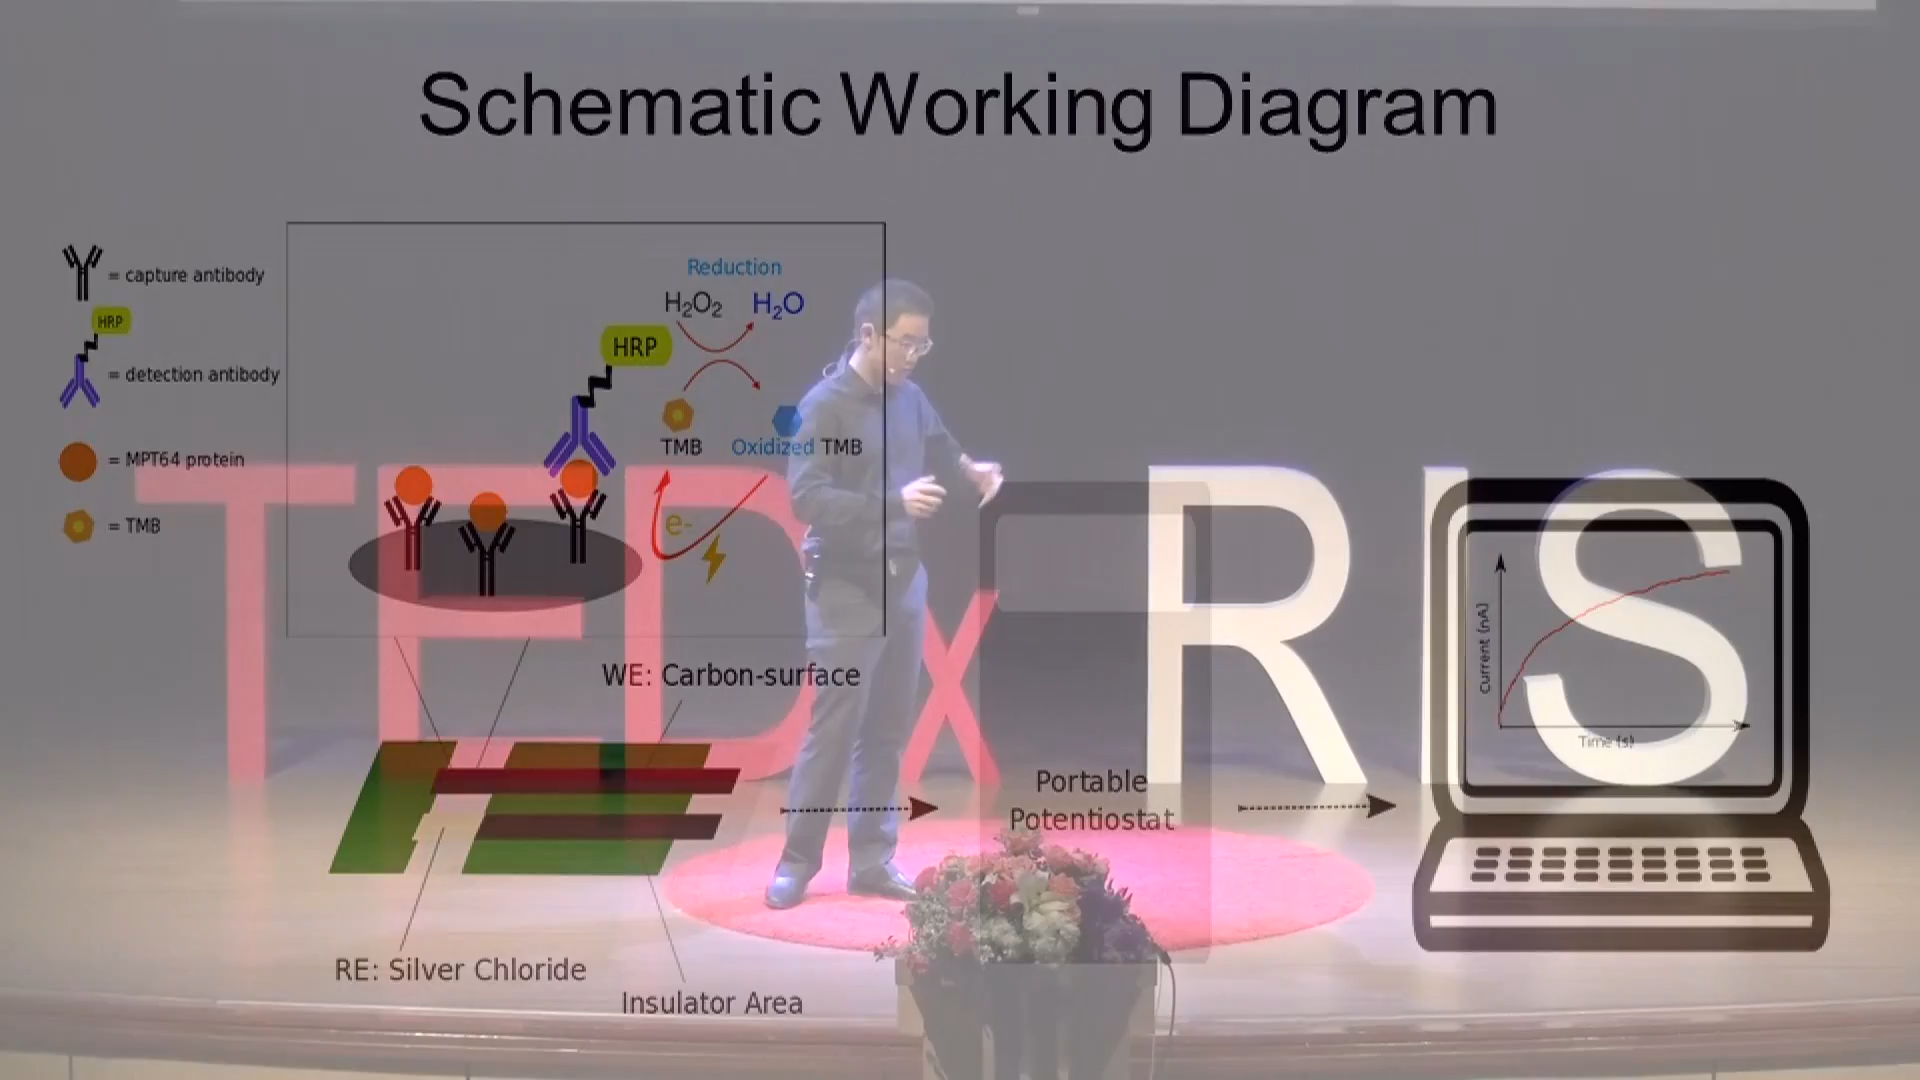 Schematic Working Diagram
= capture antibody
HRP
= detection antibody
= MPT64 protein
= TMB
Reduction
H₂O₂ H₂O
HRP
TMB Oxidized TMB
e-
WE: Carbon-surface
RE: Silver Chloride
Insulator Area
Portable
Potentiostat
Current (nA)
Time (s)
TEDx RIS